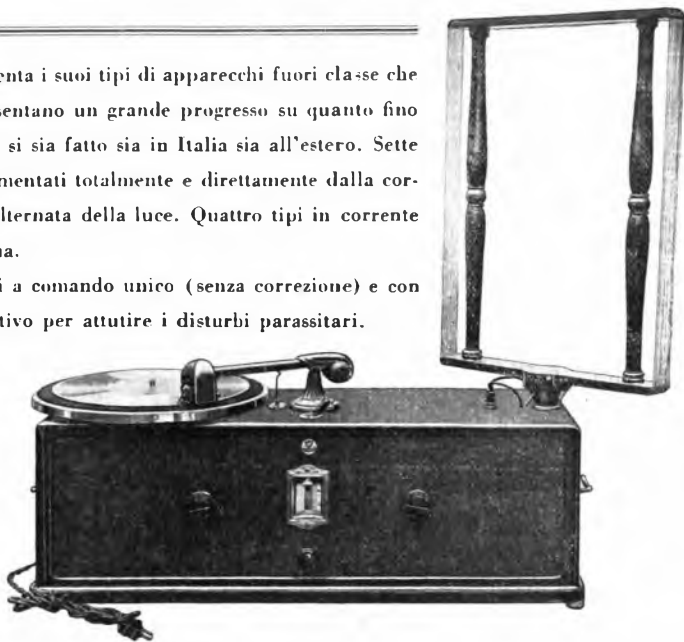 enta i suoi tipi di apparecchi fuori classe che
sentano un grande progresso su quanto fino
si sia fatto sia in Italia sia all'estero. Sette
mentati totalmente e direttamente dalla cor-
lternata della luce. Quattro tipi in corrente
na.
i a comando unico (senza correzione) e con
tivo per attutire i disturbi parassitari.